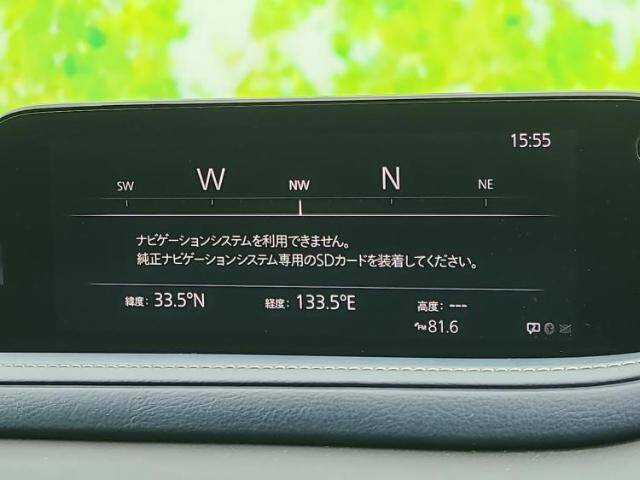 15:55
SW W NW N NE
ナビゲーションシステムを利用できません。
純正ナビゲーションシステム専用のSDカードを装着してください。
緯度: 33.5°N 経度: 133.5°E 高度: ---
FM 81.6